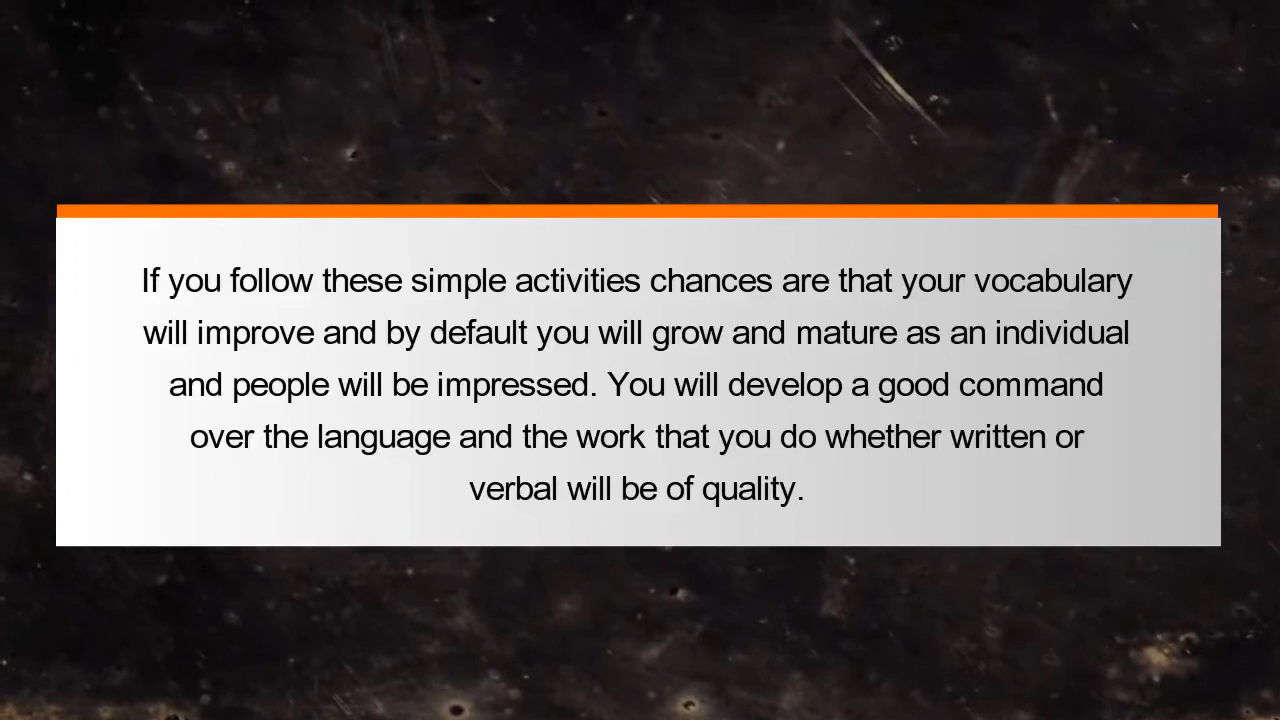 If you follow these simple activities chances are that your vocabulary
will improve and by default you will grow and mature as an individual
and people will be impressed. You will develop a good command
over the language and the work that you do whether written or
verbal will be of quality.